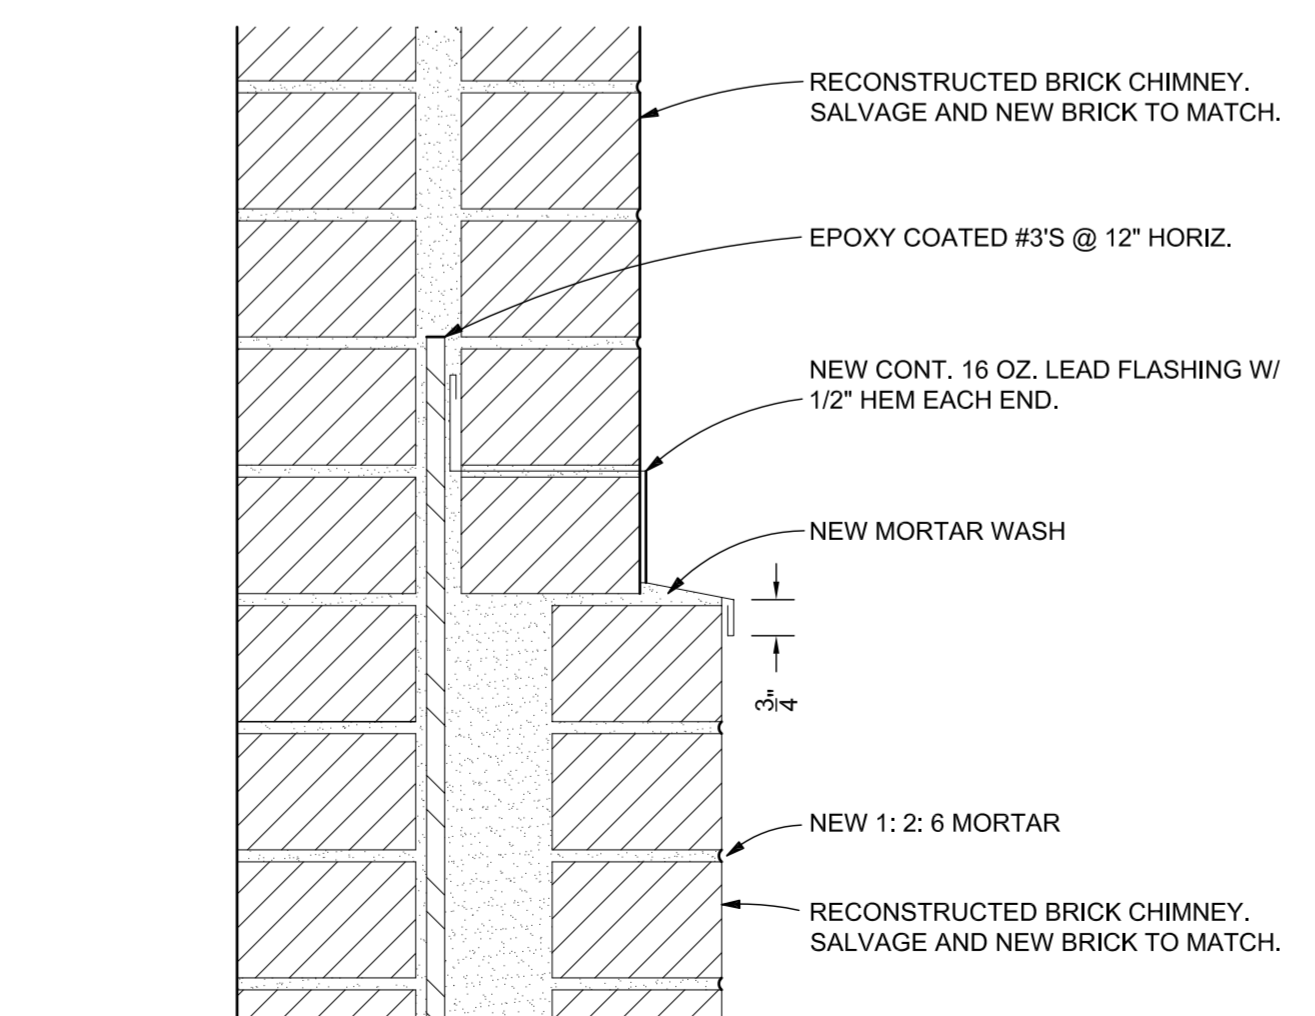 RECONSTRUCTED BRICK CHIMNEY.
SALVAGE AND NEW BRICK TO MATCH.
EPOXY COATED #3'S @ 12" HORIZ.
NEW CONT. 16 OZ. LEAD FLASHING W/
1/2" HEM EACH END.
NEW MORTAR WASH
3/4"
NEW 1: 2: 6 MORTAR
RECONSTRUCTED BRICK CHIMNEY.
SALVAGE AND NEW BRICK TO MATCH.